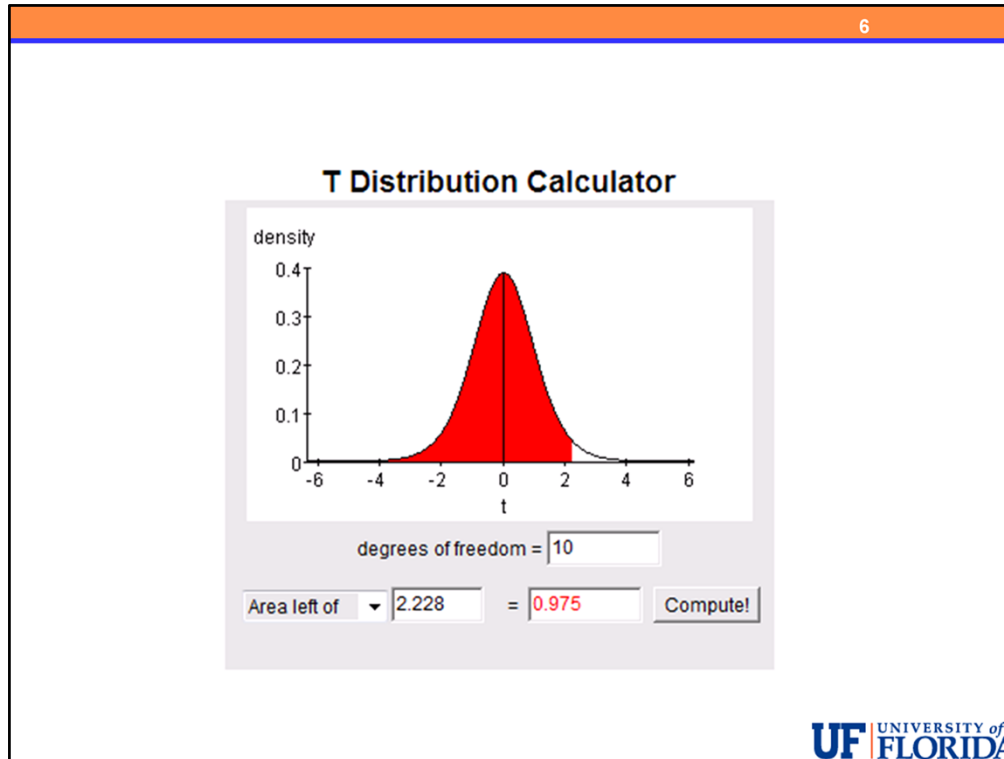 6
T Distribution Calculator
density
0.4
0.3
0.2
0.1
0
-6 -4 -2 0 2 4 6
t
degrees of freedom = 10
Area left of 2.228 = 0.975 Compute!
UF UNIVERSITY of
FLORIDA